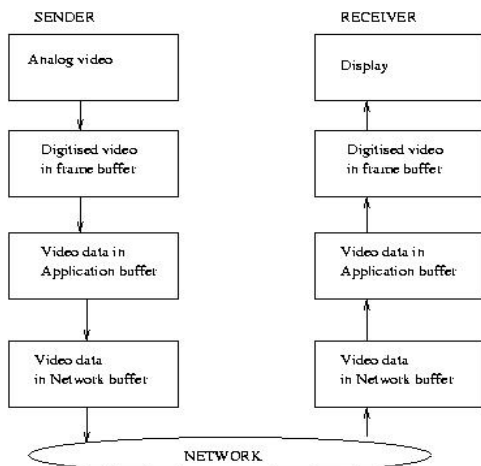 SENDER
RECEIVER
Analog video
Display
Digitised video
in frame buffer
Digitised video
in frame buffer
Video data in
Application buffer
Video data in
Application buffer
Video data
in Network buffer
Video data
in Network buffer
NETWORK